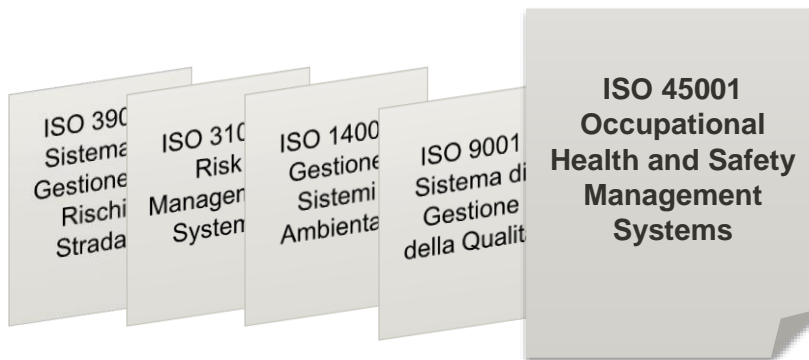 ISO 390
Sistema
Gestione
Rischi
Strada
ISO 310
Risk
Managem
System
ISO 1400
Gestione
Sistemi
Ambienta
ISO 9001
Sistema di
Gestione
della Qualit
ISO 45001
Occupational
Health and Safety
Management
Systems